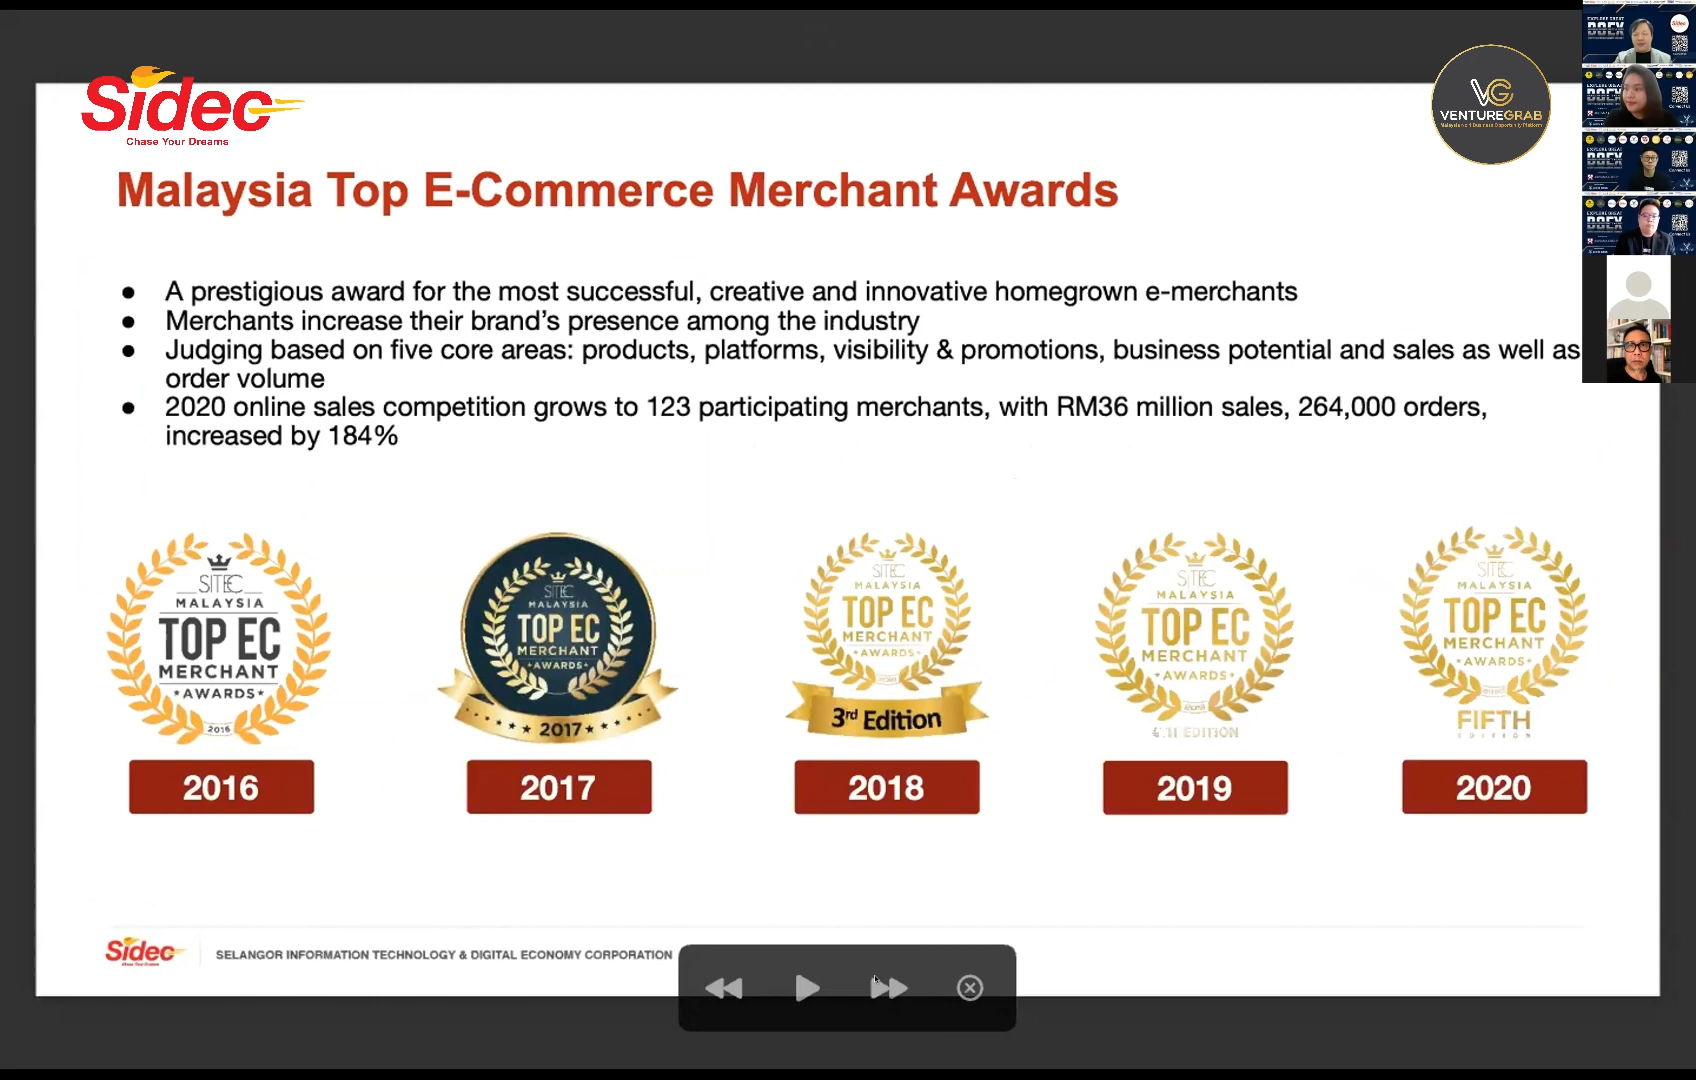 Sidec
Chase Your Dreams
VG
VENTUREGRAB
Malaysia Top E-Commerce Merchant Awards
● A prestigious award for the most successful, creative and innovative homegrown e-merchants
● Merchants increase their brand's presence among the industry
● Judging based on five core areas: products, platforms, visibility & promotions, business potential and sales as well as
order volume
● 2020 online sales competition grows to 123 participating merchants, with RM36 million sales, 264,000 orders,
increased by 184%
SITEC
MALAYSIA
TOP EC
MERCHANT
AWARDS
2016
2016
SITEC
MALAYSIA
TOP EC
MERCHANT
AWARDS
2017
2017
SITEC
MALAYSIA
TOP EC
MERCHANT
AWARDS
3rd Edition
2018
SITEC
MALAYSIA
TOP EC
MERCHANT
AWARDS
EDITION
2019
SITEC
MALAYSIA
TOP EC
MERCHANT
AWARDS
FIFTH
EDITION
2020
Sidec
SELANGOR INFORMATION TECHNOLOGY & DIGITAL ECONOMY CORPORATION